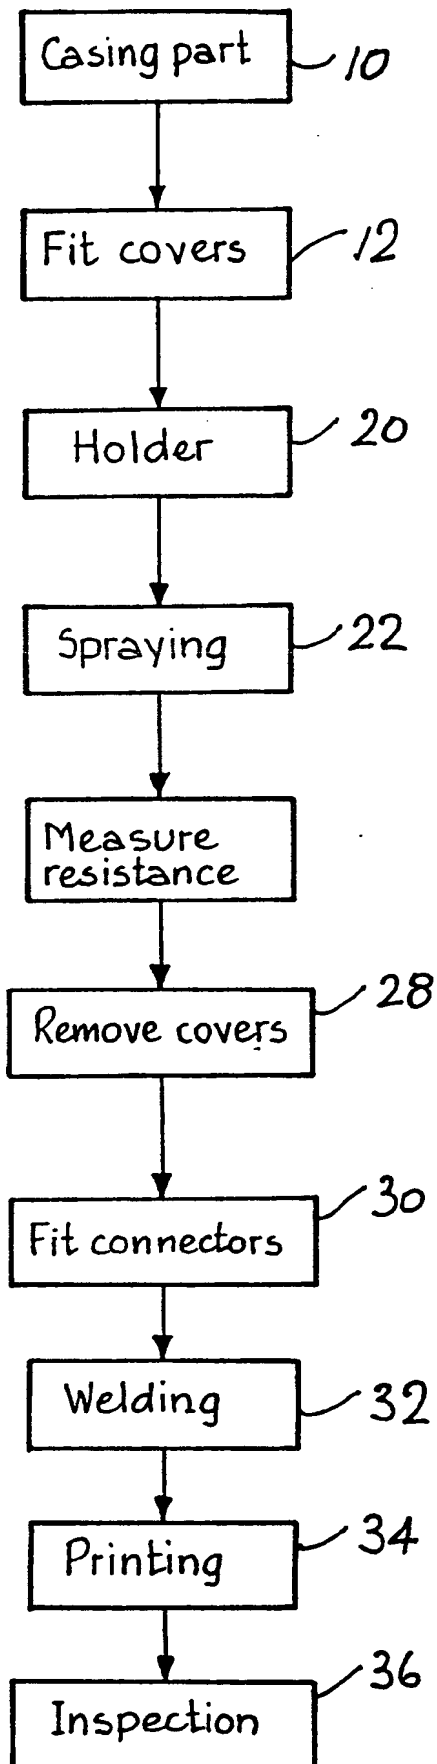 Casing part 10
Fit covers 12
Holder 20
Spraying 22
Measure
resistance
Remove covers 28
Fit connectors 30
Welding 32
Printing 34
Inspection 36